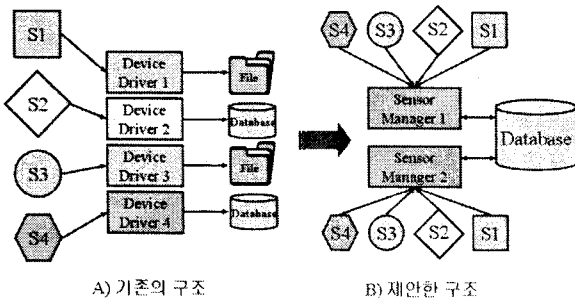 S1
Device
Driver 1
File
S2
Device
Driver 2
Database
S3
Device
Driver 3
File
S4
Device
Driver 4
Database
A) 기존의 구조
S4
S3
S2
S1
Sensor
Manager 1
Database
Sensor
Manager 2
S4
S3
S2
S1
B) 제안한 구조